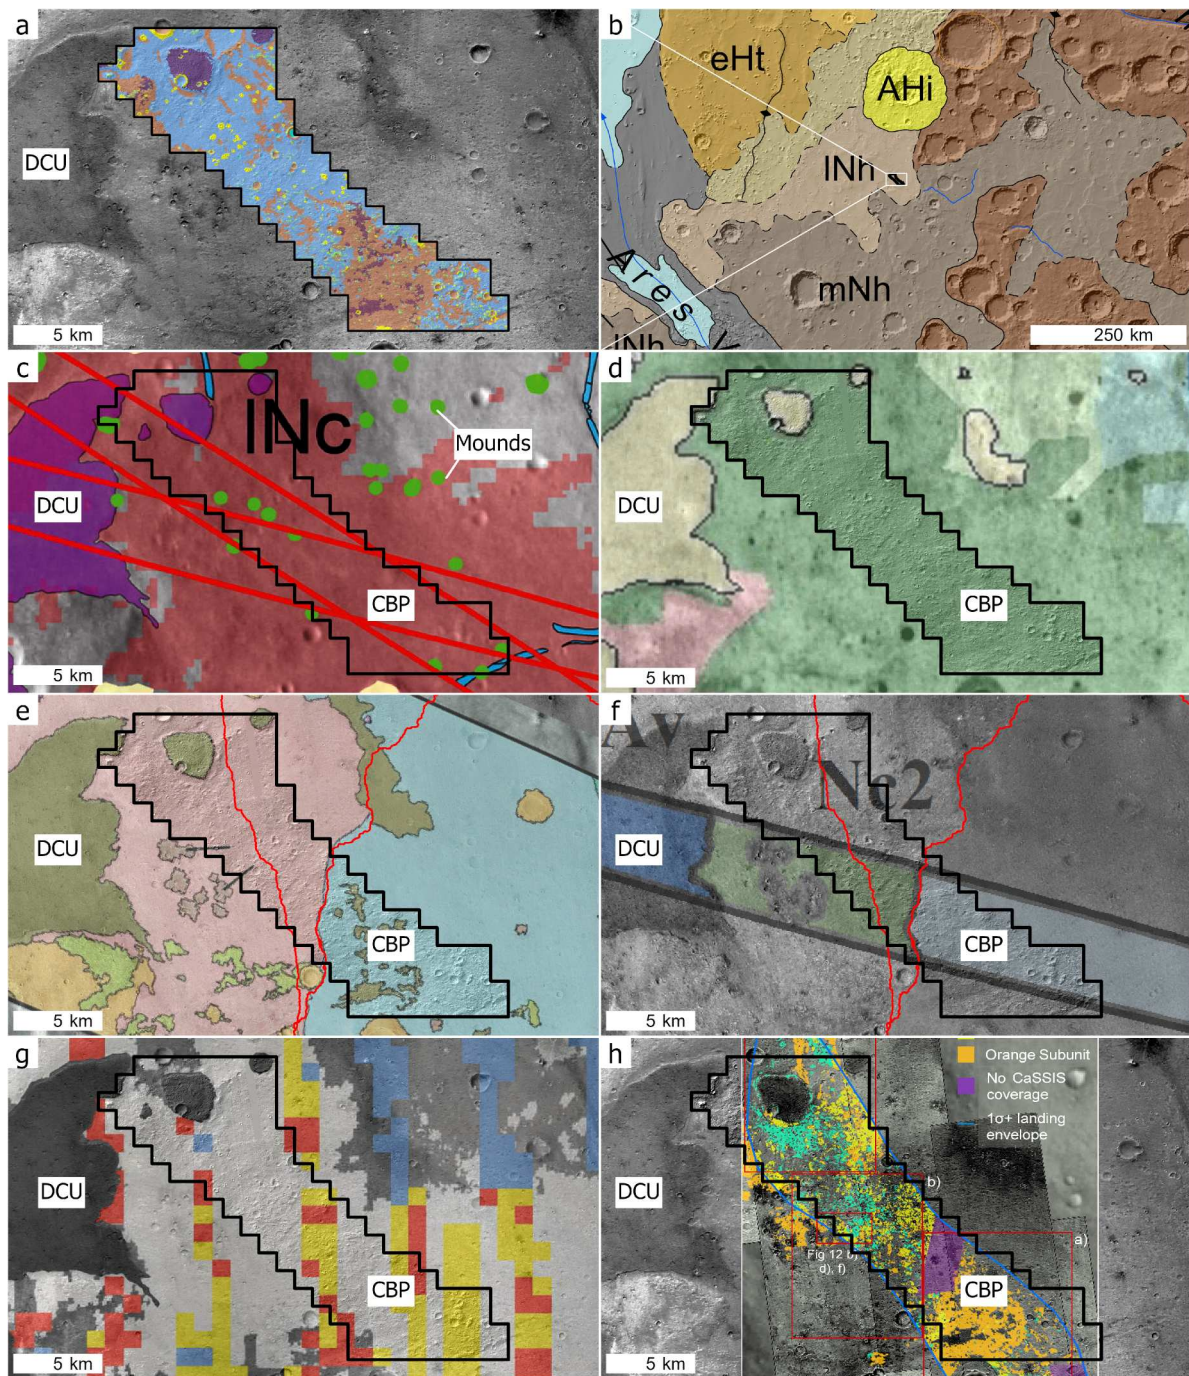 a
DCU
5 km
b
eHt
AHi
lNh
mNh
Ares V
lNh
250 km
c
lNc
Mounds
DCU
CBP
5 km
d
DCU
CBP
5 km
e
DCU
CBP
5 km
f
Av
Nc2
DCU
CBP
5 km
g
DCU
CBP
5 km
h
Orange Subunit
No CaSSIS
coverage
1σ+ landing
envelope
DCU
b)
a)
Fig 12 b)
d), f)
CBP
5 km